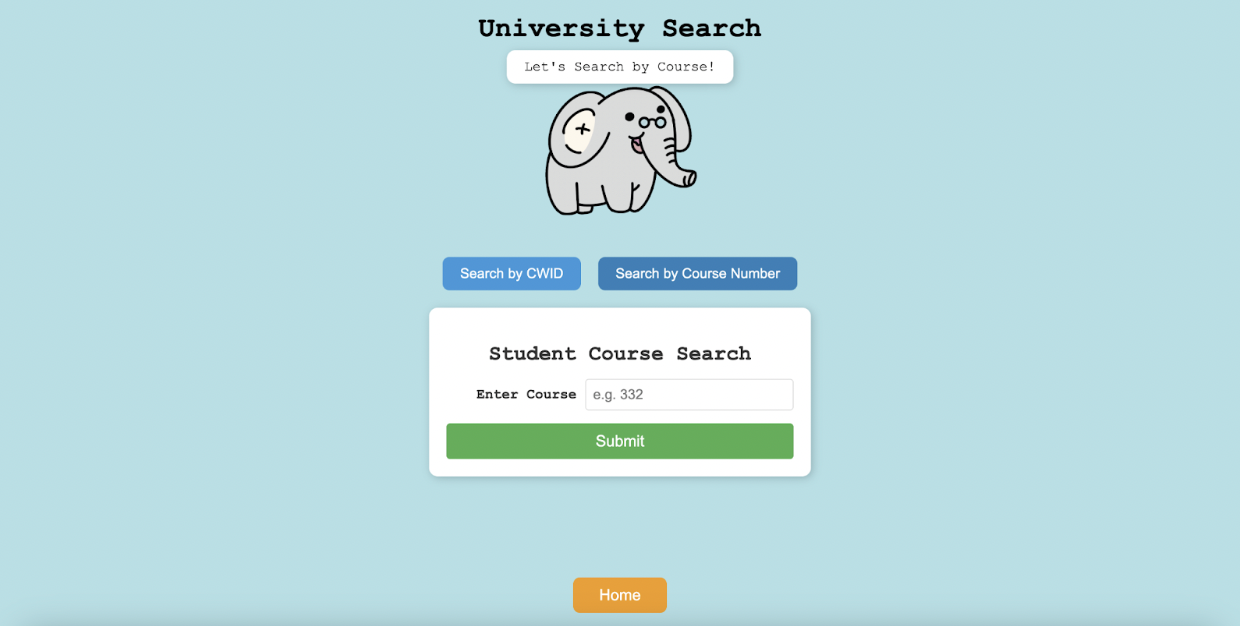 University Search
Let's Search by Course!
Search by CWID
Search by Course Number
Student Course Search
Enter Course e.g. 332
Submit
Home